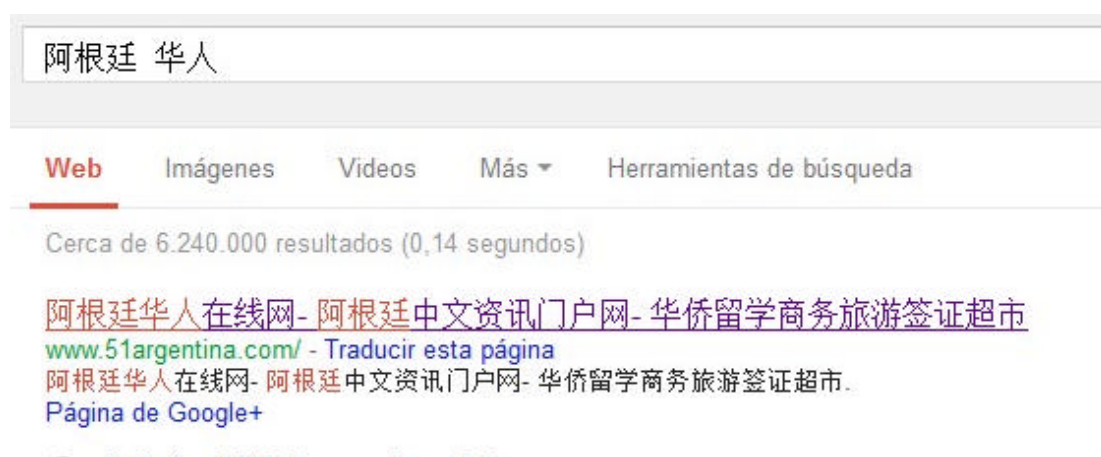 阿根廷 华人
Web Imágenes Videos Más Herramientas de búsqueda
Cerca de 6.240.000 resultados (0,14 segundos)
阿根廷华人在线网- 阿根廷中文资讯门户网- 华侨留学商务旅游签证超市
www.51argentina.com/ - Traducir esta página
阿根廷华人在线网- 阿根廷中文资讯门户网- 华侨留学商务旅游签证超市.
Página de Google+